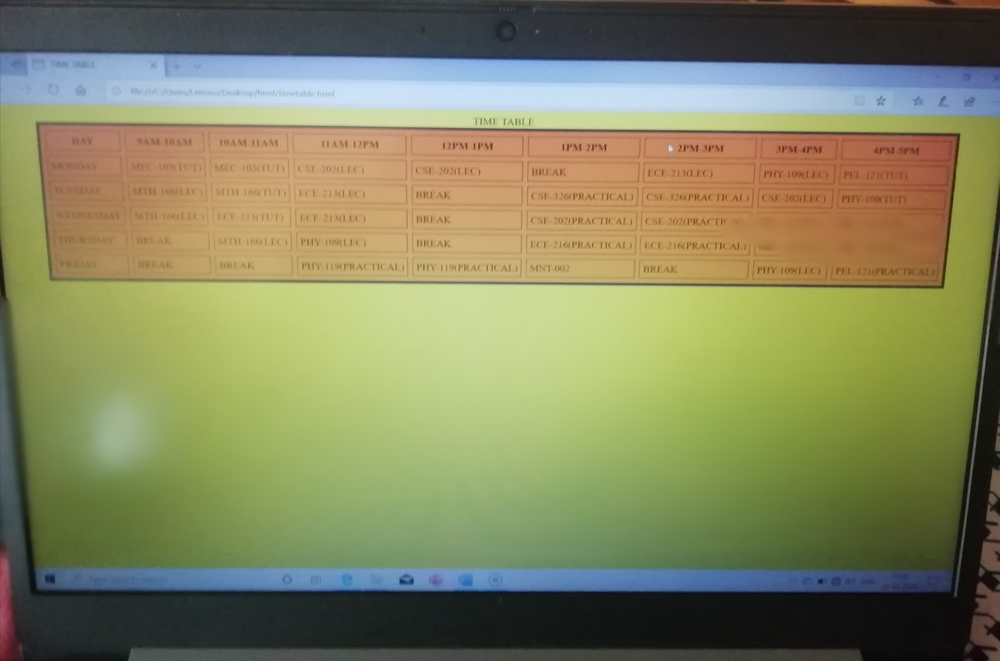 TIME TABLE
file:///C:/Users/Lenovo/Desktop/html/timetable.html
TIME TABLE
DAY 9AM-10AM 10AM-11AM 11AM-12PM 12PM-1PM 1PM-2PM 2PM-3PM 3PM-4PM 4PM-5PM
MONDAY MEC-103(TUT) MEC-103(TUT) CSE-202(LEC) CSE-202(LEC) BREAK ECE-213(LEC) PHY-109(LEC) PEL-121(TUT)
TUESDAY MTH-166(LEC) MTH-166(TUT) ECE-213(LEC) BREAK CSE-326(PRACTICAL) CSE-326(PRACTICAL) CSE-202(LEC) PHY-109(TUT)
WEDNESDAY MTH-166(LEC) ECE-213(TUT) ECE-213(LEC) BREAK CSE-202(PRACTICAL) CSE-202(PRACTIC
THURSDAY BREAK MTH-166(LEC) PHY-109(LEC) BREAK ECE-216(PRACTICAL) ECE-216(PRACTICAL)
FRIDAY BREAK BREAK PHY-119(PRACTICAL) PHY-119(PRACTICAL) MNT-002 BREAK PHY-109(LEC) PEL-121(PRACTICAL)